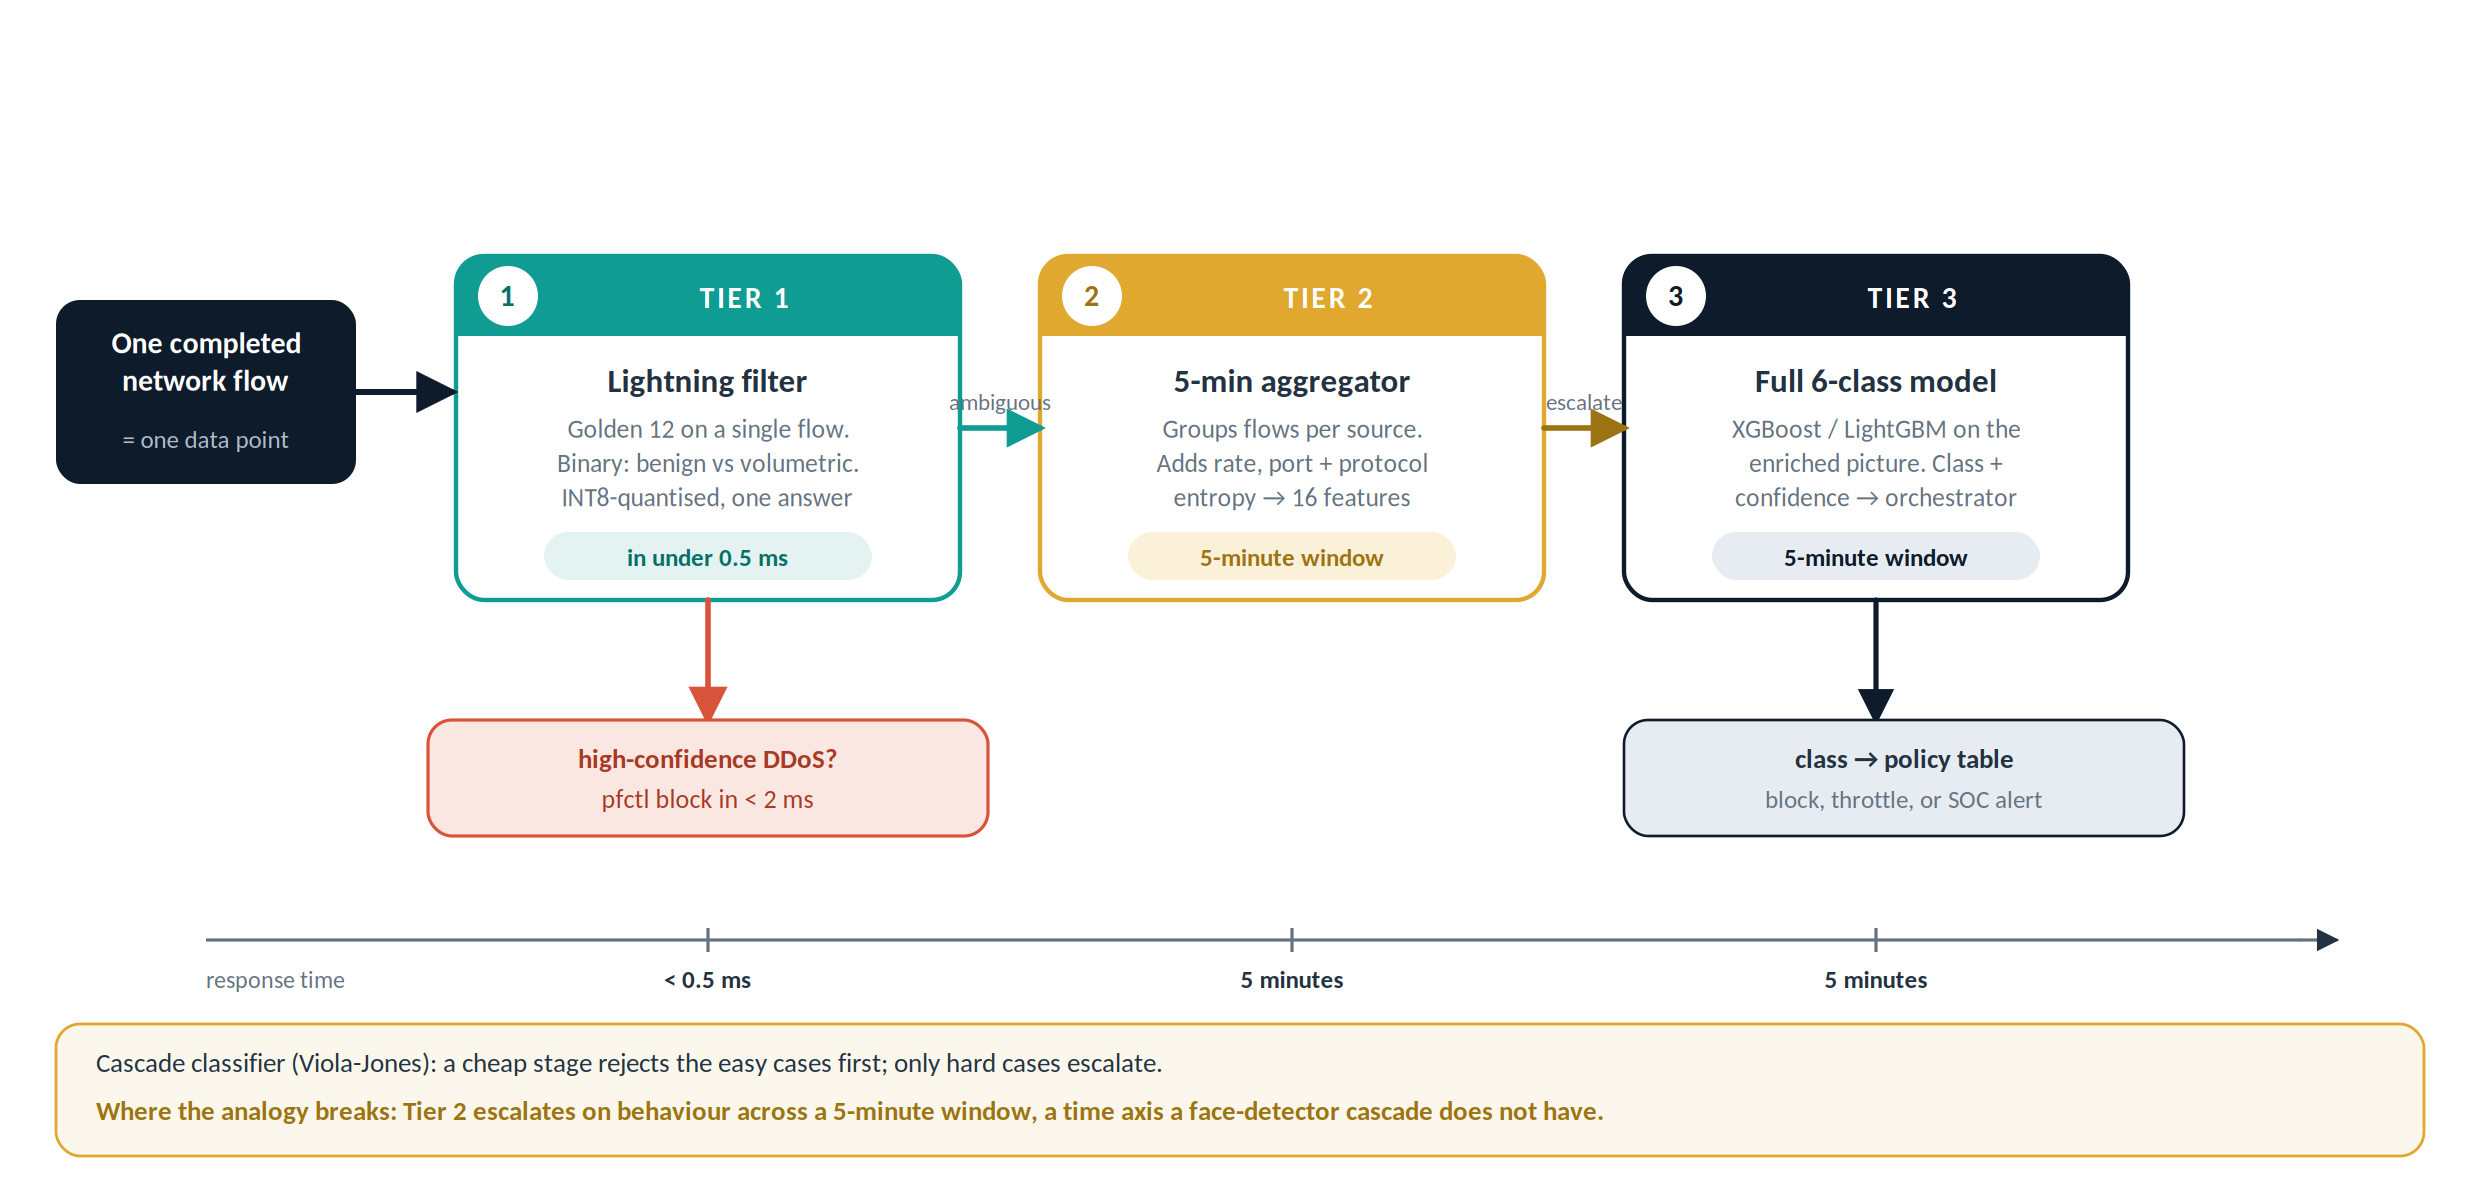 One completed
network flow
= one data point
1
TIER 1
Lightning filter
Golden 12 on a single flow.
Binary: benign vs volumetric.
INT8-quantised, one answer
in under 0.5 ms
ambiguous
2
TIER 2
5-min aggregator
Groups flows per source.
Adds rate, port + protocol
entropy → 16 features
5-minute window
escalate
3
TIER 3
Full 6-class model
XGBoost / LightGBM on the
enriched picture. Class +
confidence → orchestrator
5-minute window
high-confidence DDoS?
pfctl block in < 2 ms
class → policy table
block, throttle, or SOC alert
response time
< 0.5 ms
5 minutes
5 minutes
Cascade classifier (Viola-Jones): a cheap stage rejects the easy cases first; only hard cases escalate.
Where the analogy breaks: Tier 2 escalates on behaviour across a 5-minute window, a time axis a face-detector cascade does not have.